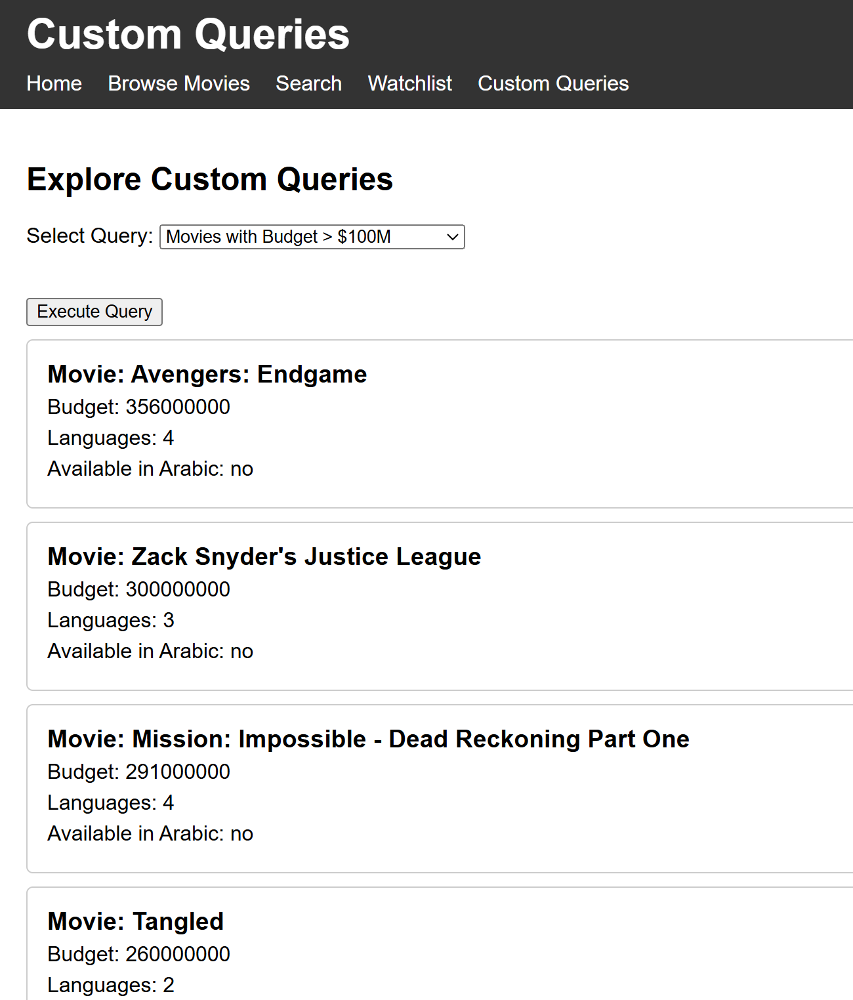 Custom Queries
Home Browse Movies Search Watchlist Custom Queries
Explore Custom Queries
Select Query: Movies with Budget > $100M
Execute Query
Movie: Avengers: Endgame
Budget: 356000000
Languages: 4
Available in Arabic: no
Movie: Zack Snyder's Justice League
Budget: 300000000
Languages: 3
Available in Arabic: no
Movie: Mission: Impossible - Dead Reckoning Part One
Budget: 291000000
Languages: 4
Available in Arabic: no
Movie: Tangled
Budget: 260000000
Languages: 2